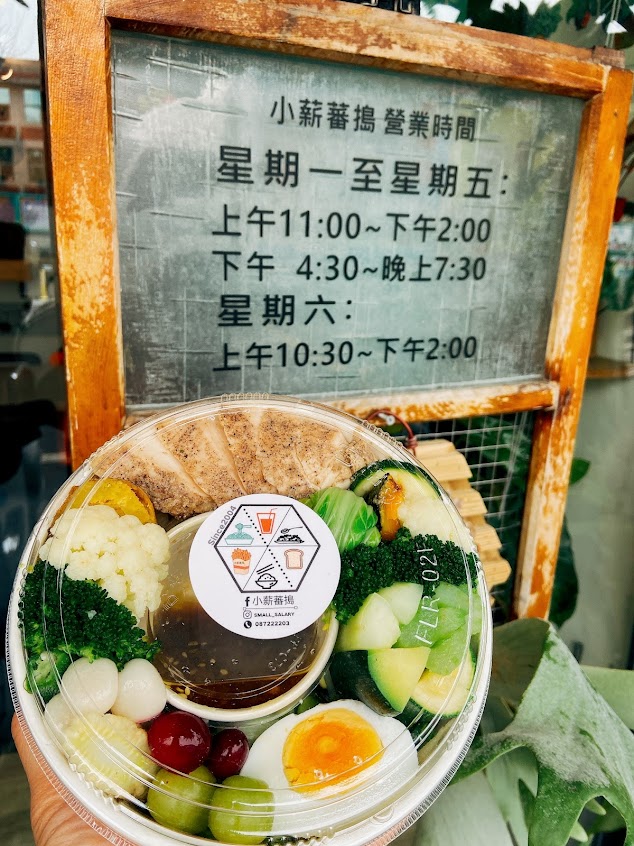 小薪蕃搗 營業時間
星期一至星期五:
上午11:00~下午2:00
下午 4:30~晚上7:30
星期六:
上午10:30~下午2:00
Since2004
小薪蕃搗
SMALL_SALARY
087222203
FLR-021